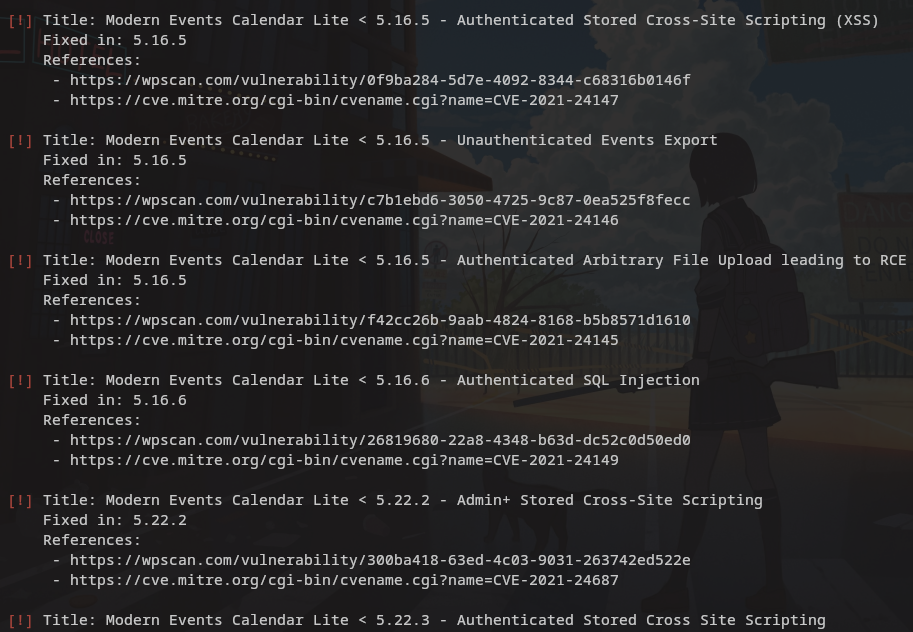 [!] Title: Modern Events Calendar Lite < 5.16.5 - Authenticated Stored Cross-Site Scripting (XSS)
Fixed in: 5.16.5
References:
- https://wpscan.com/vulnerability/0f9ba284-5d7e-4092-8344-c68316b0146f
- https://cve.mitre.org/cgi-bin/cvename.cgi?name=CVE-2021-24147
[!] Title: Modern Events Calendar Lite < 5.16.5 - Unauthenticated Events Export
Fixed in: 5.16.5
References:
- https://wpscan.com/vulnerability/c7b1ebd6-3050-4725-9c87-0ea525f8fecc
- https://cve.mitre.org/cgi-bin/cvename.cgi?name=CVE-2021-24146
CLOSE
[!] Title: Modern Events Calendar Lite < 5.16.5 - Authenticated Arbitrary File Upload leading to RCE
Fixed in: 5.16.5
References:
- https://wpscan.com/vulnerability/f42cc26b-9aab-4824-8168-b5b8571d1610
- https://cve.mitre.org/cgi-bin/cvename.cgi?name=CVE-2021-24145
[!] Title: Modern Events Calendar Lite < 5.16.6 - Authenticated SQL Injection
Fixed in: 5.16.6
References:
- https://wpscan.com/vulnerability/26819680-22a8-4348-b63d-dc52c0d50ed0
- https://cve.mitre.org/cgi-bin/cvename.cgi?name=CVE-2021-24149
[!] Title: Modern Events Calendar Lite < 5.22.2 - Admin+ Stored Cross-Site Scripting
Fixed in: 5.22.2
References:
- https://wpscan.com/vulnerability/300ba418-63ed-4c03-9031-263742ed522e
- https://cve.mitre.org/cgi-bin/cvename.cgi?name=CVE-2021-24687
[!] Title: Modern Events Calendar Lite < 5.22.3 - Authenticated Stored Cross Site Scripting